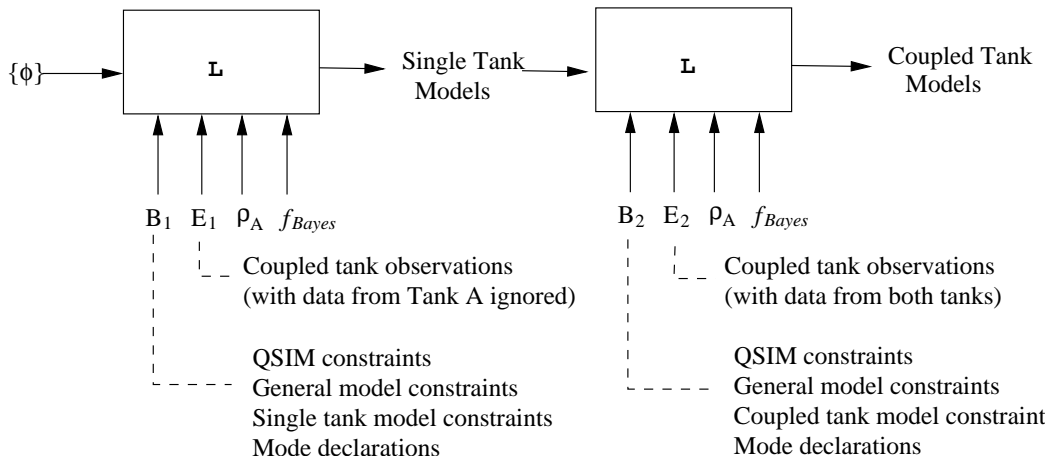 {ϕ}
L
Single Tank
Models
L
Coupled Tank
Models
B1 E1 ρA fBayes
B2 E2 ρA fBayes
Coupled tank observations
(with data from Tank A ignored)
Coupled tank observations
(with data from both tanks)
QSIM constraints
General model constraints
Single tank model constraints
Mode declarations
QSIM constraints
General model constraints
Coupled tank model constraint
Mode declarations